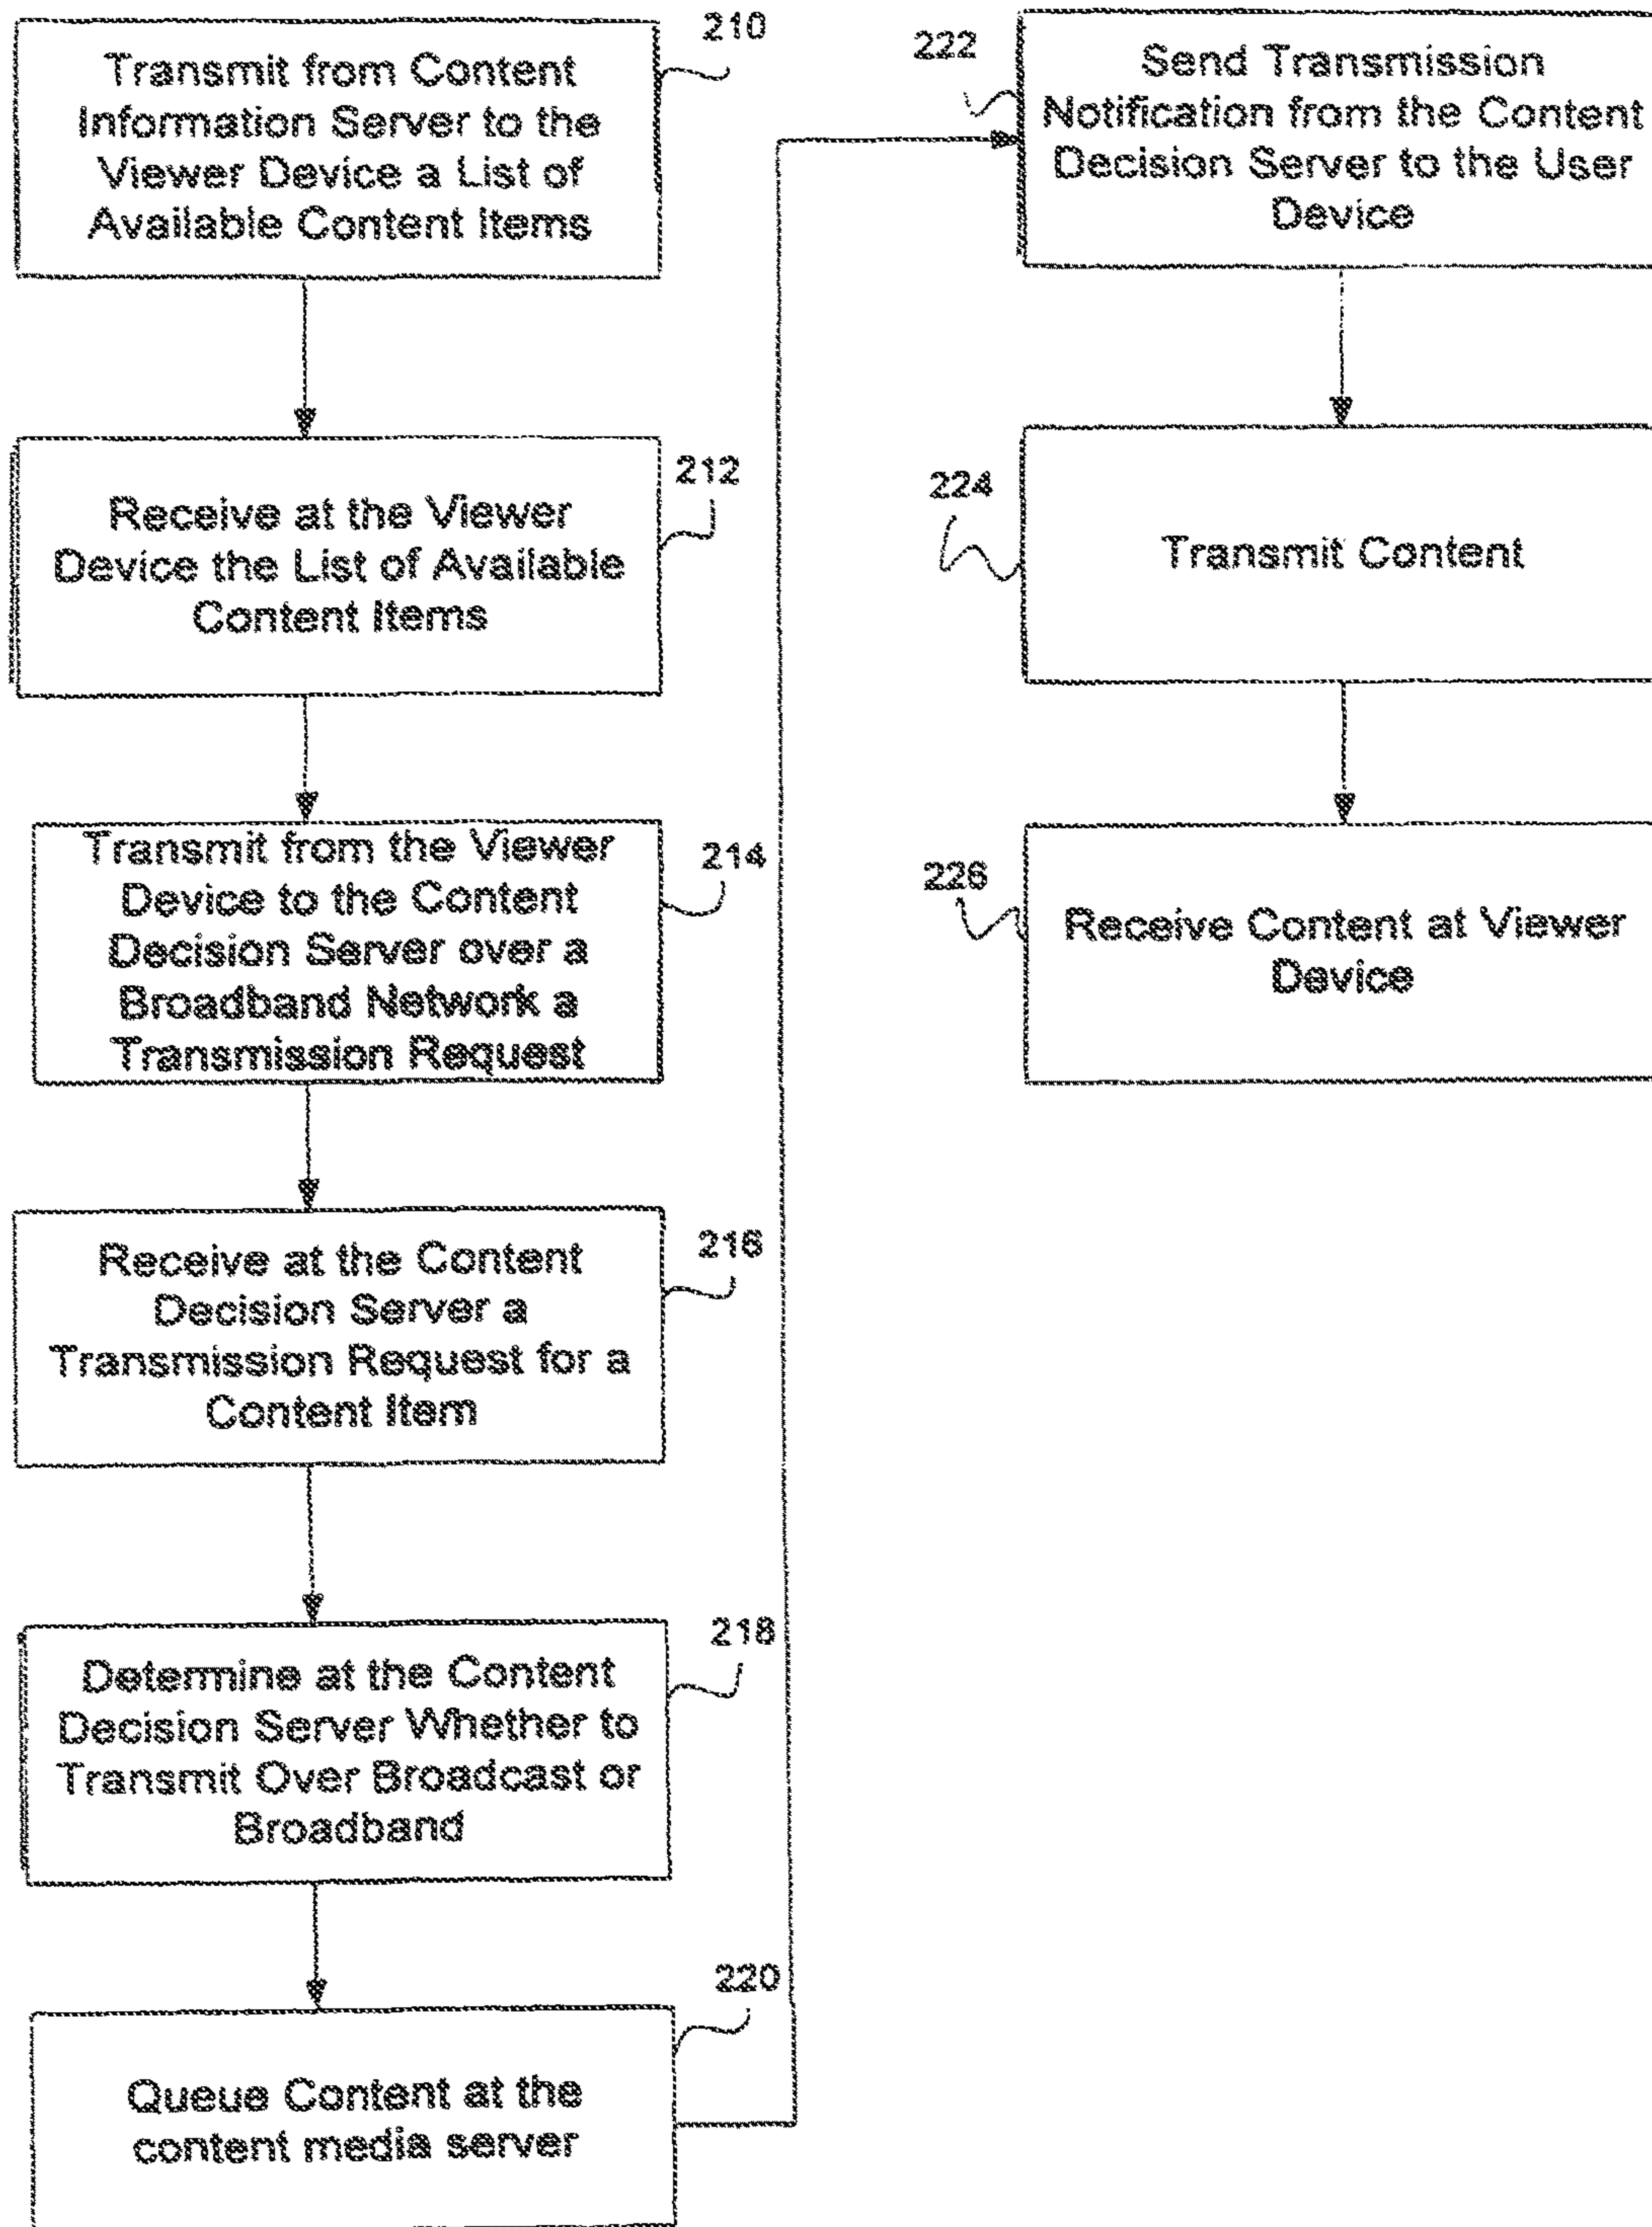 210
Transmit from Content
Information Server to the
Viewer Device a List of
Available Content Items
212
Receive at the Viewer
Device the List of Available
Content Items
214
Transmit from the Viewer
Device to the Content
Decision Server over a
Broadband Network a
Transmission Request
216
Receive at the Content
Decision Server a
Transmission Request for a
Content Item
218
Determine at the Content
Decision Server Whether to
Transmit Over Broadcast or
Broadband
220
Queue Content at the
content media server
222
Send Transmission
Notification from the Content
Decision Server to the User
Device
224
Transmit Content
226
Receive Content at Viewer
Device